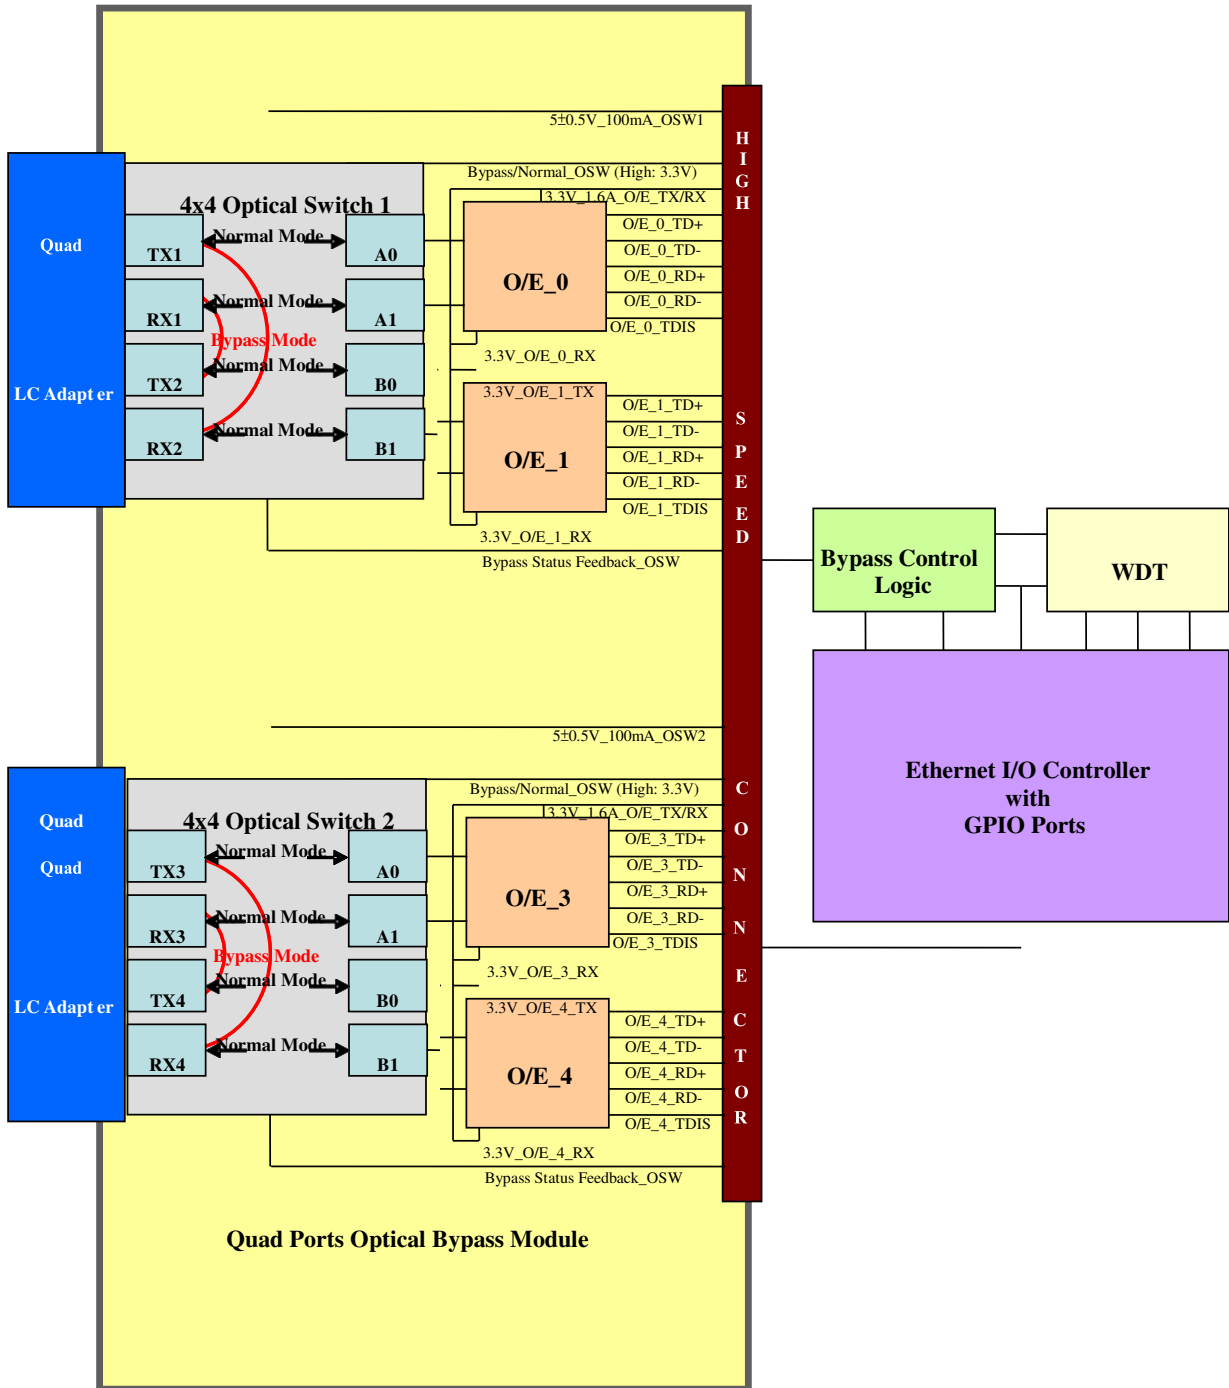 5±0.5V_100mA_OSW1
Bypass/Normal_OSW (High: 3.3V)
3.3V_1.6A_O/E_TX/RX
Quad
LC Adapter
4x4 Optical Switch 1
TX1
Normal Mode
A0
RX1
Normal Mode
A1
Bypass Mode
TX2
Normal Mode
B0
RX2
Normal Mode
B1
O/E_0
O/E_0_TD+
O/E_0_TD-
O/E_0_RD+
O/E_0_RD-
O/E_0_TDIS
3.3V_O/E_0_RX
3.3V_O/E_1_TX
O/E_1
O/E_1_TD+
O/E_1_TD-
O/E_1_RD+
O/E_1_RD-
O/E_1_TDIS
3.3V_O/E_1_RX
Bypass Status Feedback_OSW
HIGH
SPEED
CONNECTOR
Bypass Control
Logic
WDT
Ethernet I/O Controller
with
GPIO Ports
5±0.5V_100mA_OSW2
Bypass/Normal_OSW (High: 3.3V)
3.3V_1.6A_O/E_TX/RX
Quad
Quad
LC Adapter
4x4 Optical Switch 2
TX3
Normal Mode
A0
RX3
Normal Mode
A1
Bypass Mode
TX4
Normal Mode
B0
RX4
Normal Mode
B1
O/E_3
O/E_3_TD+
O/E_3_TD-
O/E_3_RD+
O/E_3_RD-
O/E_3_TDIS
3.3V_O/E_3_RX
3.3V_O/E_4_TX
O/E_4
O/E_4_TD+
O/E_4_TD-
O/E_4_RD+
O/E_4_RD-
O/E_4_TDIS
3.3V_O/E_4_RX
Bypass Status Feedback_OSW
Quad Ports Optical Bypass Module